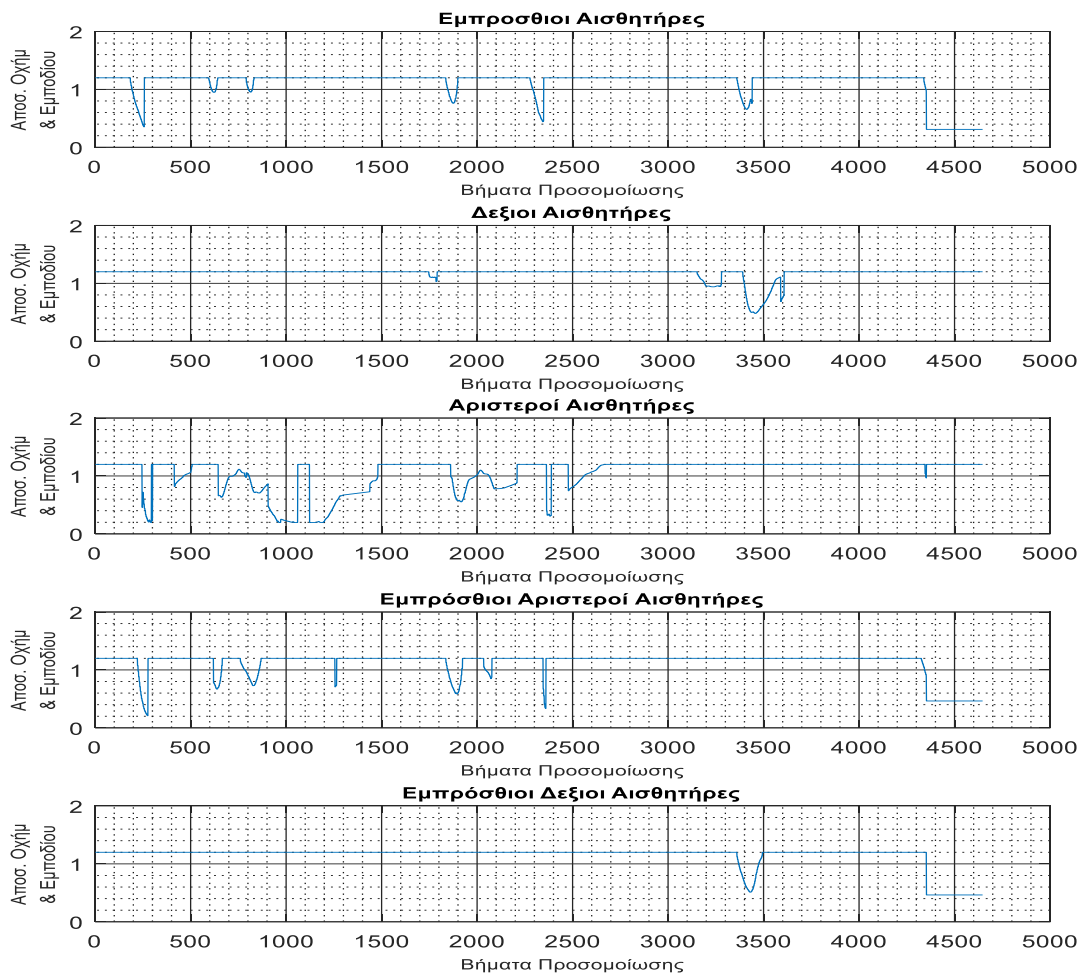 Εμπροσθιοι Αισθητήρες
2
1
0
Αποσ. Οχήμ
& Εμποδίου
0 500 1000 1500 2000 2500 3000 3500 4000 4500 5000
Βήματα Προσομοίωσης
Δεξιοι Αισθητήρες
2
1
0
Αποσ. Οχήμ
& Εμποδίου
0 500 1000 1500 2000 2500 3000 3500 4000 4500 5000
Βήματα Προσομοίωσης
Αριστεροί Αισθητήρες
2
1
0
Αποσ. Οχήμ
& Εμποδίου
0 500 1000 1500 2000 2500 3000 3500 4000 4500 5000
Βήματα Προσομοίωσης
Εμπρόσθιοι Αριστεροί Αισθητήρες
2
1
0
Αποσ. Οχήμ
& Εμποδίου
0 500 1000 1500 2000 2500 3000 3500 4000 4500 5000
Βήματα Προσομοίωσης
Εμπρόσθιοι Δεξιοι Αισθητήρες
2
1
0
Αποσ. Οχήμ
& Εμποδίου
0 500 1000 1500 2000 2500 3000 3500 4000 4500 5000
Βήματα Προσομοίωσης